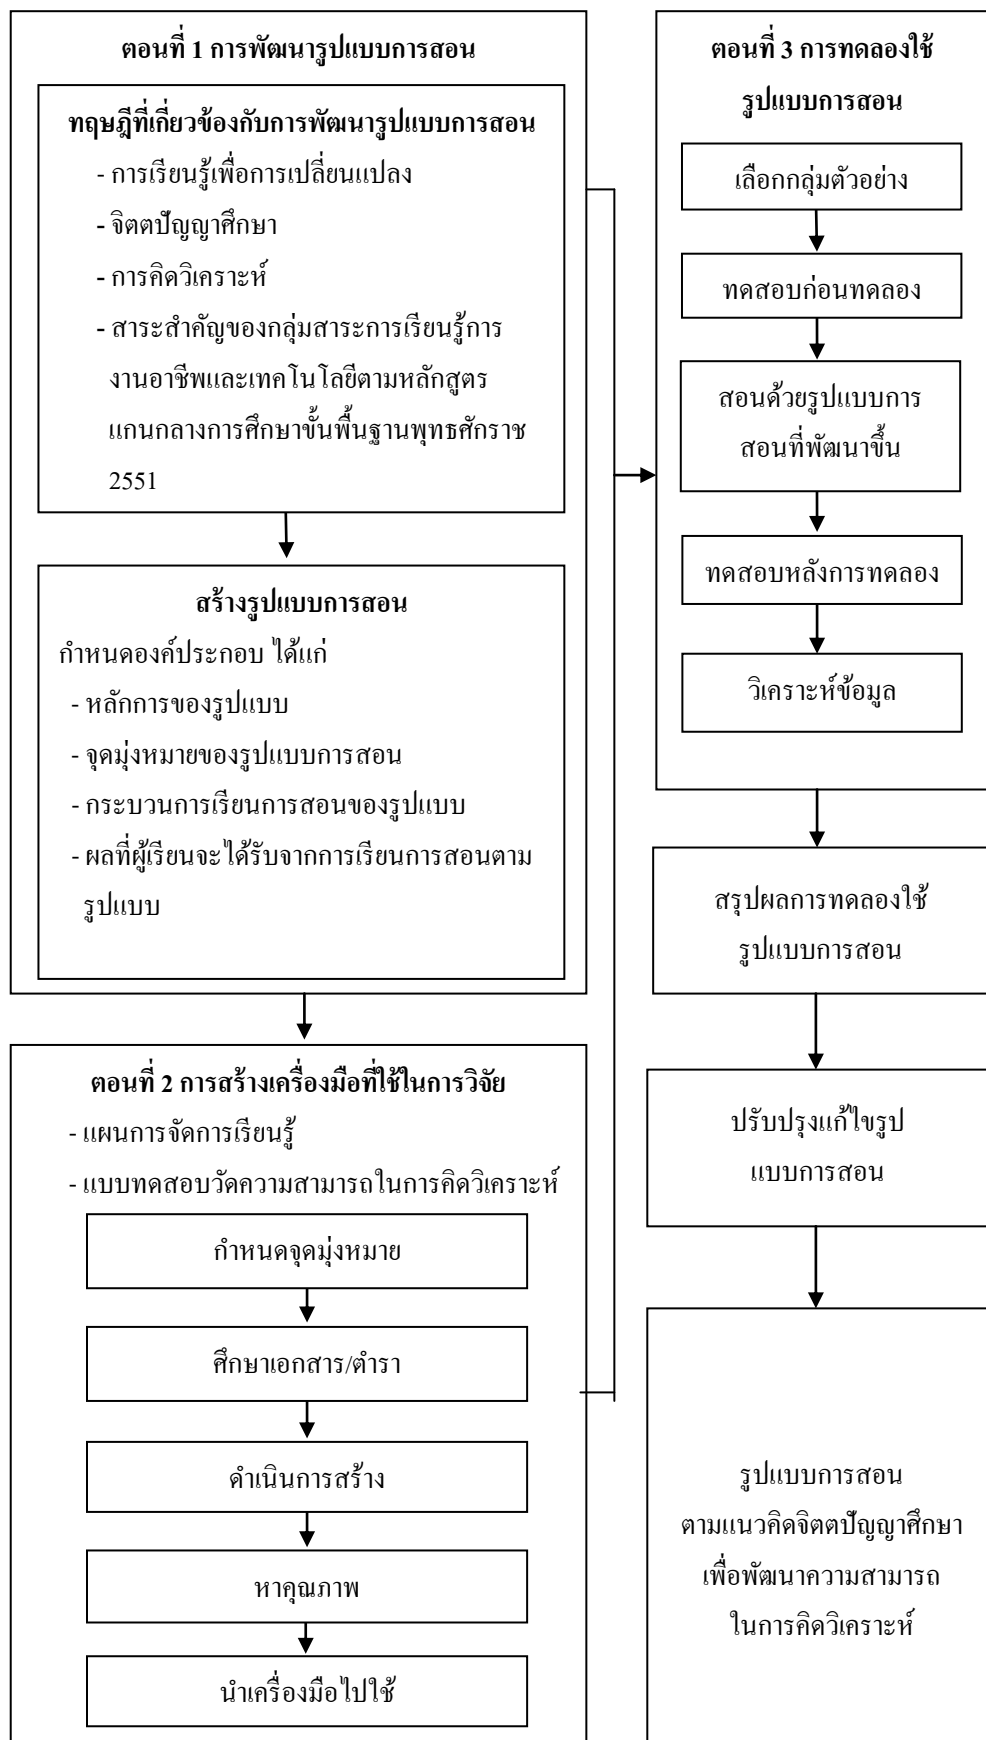 ตอนที่ 1 การพัฒนารูปแบบการสอน
ทฤษฎีที่เกี่ยวข้องกับการพัฒนารูปแบบการสอน
- การเรียนรู้เพื่อการเปลี่ยนแปลง
- จิตตปัญญาศึกษา
- การคิดวิเคราะห์
- สาระสำคัญของกลุ่มสาระการเรียนรู้การ
งานอาชีพและเทคโนโลยีตามหลักสูตร
แกนกลางการศึกษาขั้นพื้นฐานพุทธศักราช
2551
สร้างรูปแบบการสอน
กำหนดองค์ประกอบ ได้แก่
- หลักการของรูปแบบ
- จุดมุ่งหมายของรูปแบบการสอน
- กระบวนการเรียนการสอนของรูปแบบ
- ผลที่ผู้เรียนจะได้รับจากการเรียนการสอนตาม
รูปแบบ
ตอนที่ 2 การสร้างเครื่องมือที่ใช้ในการวิจัย
- แผนการจัดการเรียนรู้
- แบบทดสอบวัดความสามารถในการคิดวิเคราะห์
กำหนดจุดมุ่งหมาย
ศึกษาเอกสาร/ตำรา
ดำเนินการสร้าง
หาคุณภาพ
นำเครื่องมือไปใช้
ตอนที่ 3 การทดลองใช้
รูปแบบการสอน
เลือกกลุ่มตัวอย่าง
ทดสอบก่อนทดลอง
สอนด้วยรูปแบบการ
สอนที่พัฒนาขึ้น
ทดสอบหลังการทดลอง
วิเคราะห์ข้อมูล
สรุปผลการทดลองใช้
รูปแบบการสอน
ปรับปรุงแก้ไขรูป
แบบการสอน
รูปแบบการสอน
ตามแนวคิดจิตตปัญญาศึกษา
เพื่อพัฒนาความสามารถ
ในการคิดวิเคราะห์